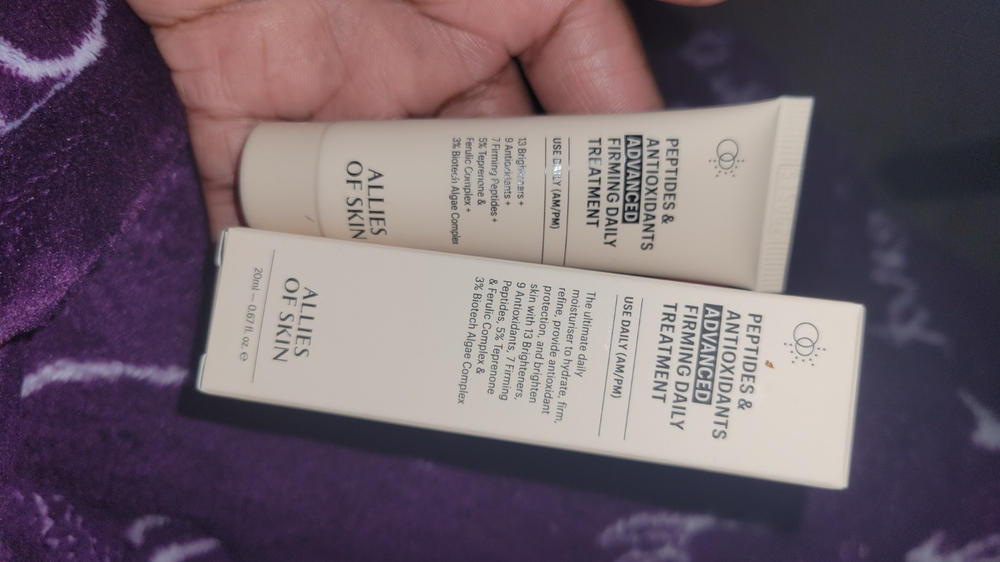 PEPTIDES &
ANTIOXIDANTS
ADVANCED
FIRMING DAILY
TREATMENT
USE DAILY (AM/PM)
13 Brighteners +
9 Antioxidants +
7 Firming Peptides +
5% Teprenone &
Ferulic Complex +
3% Biotech Algae Complex
ALLIES
OF SKIN
PEPTIDES &
ANTIOXIDANTS
ADVANCED
FIRMING DAILY
TREATMENT
USE DAILY (AM/PM)
The ultimate daily
moisturiser to hydrate, firm,
refine, provide antioxidant
protection, and brighten
skin with 13 Brighteners,
9 Antioxidants, 7 Firming
Peptides, 5% Teprenone
& Ferulic Complex &
3% Biotech Algae Complex
ALLIES
OF SKIN
20ml — 0.67 fl. oz. ℮